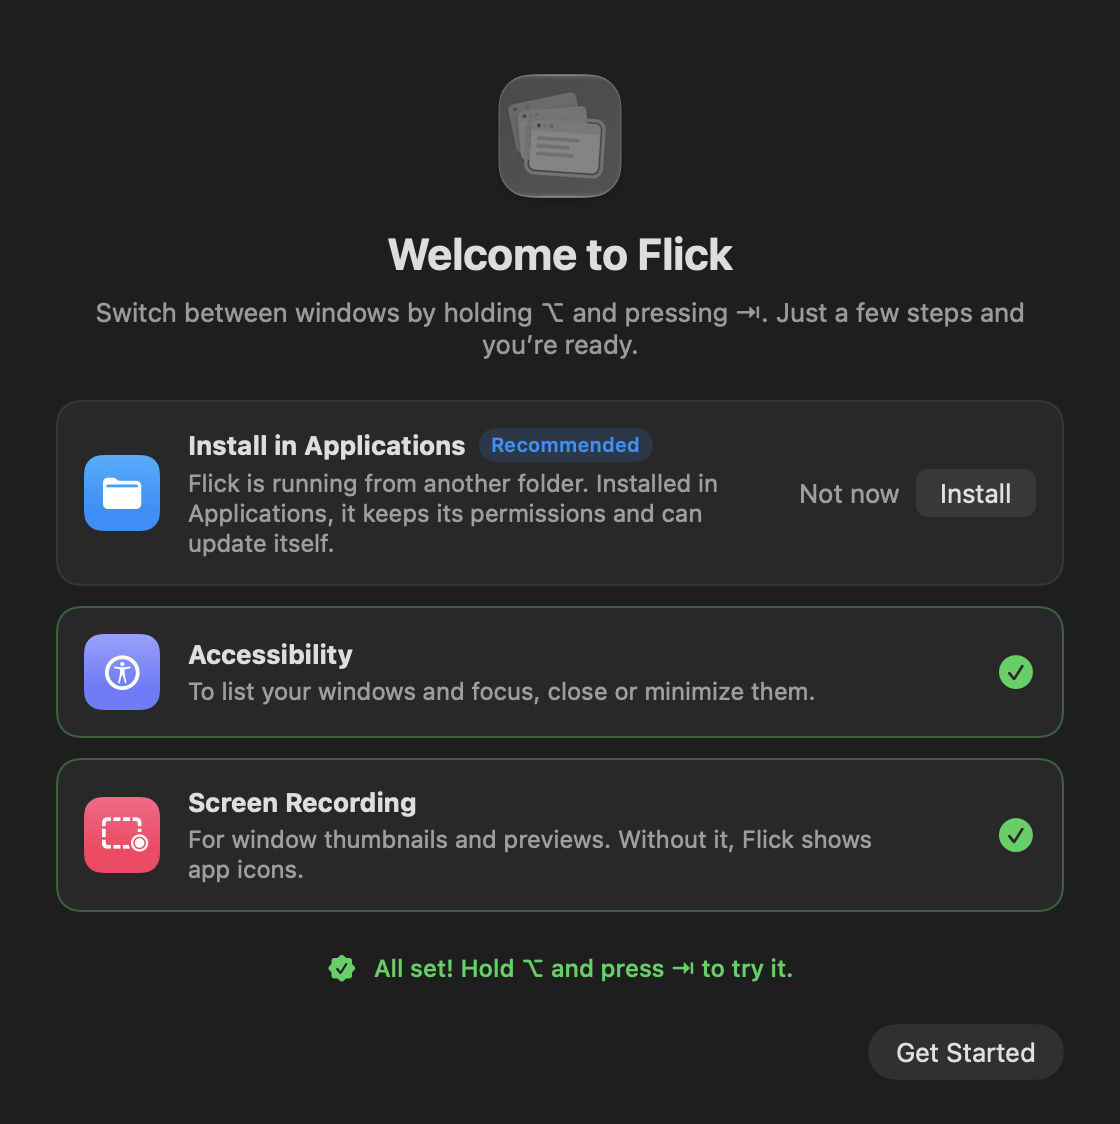 Welcome to Flick
Switch between windows by holding ⌥ and pressing ⇥. Just a few steps and
you’re ready.
Install in Applications Recommended
Flick is running from another folder. Installed in
Applications, it keeps its permissions and can
update itself.
Not now Install
Accessibility
To list your windows and focus, close or minimize them.
Screen Recording
For window thumbnails and previews. Without it, Flick shows
app icons.
All set! Hold ⌥ and press ⇥ to try it.
Get Started